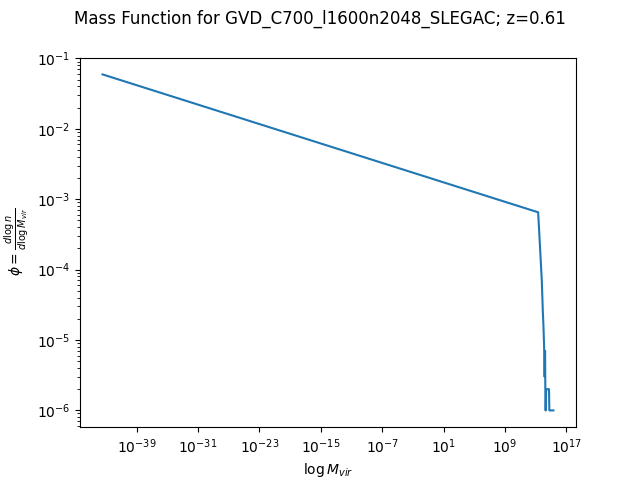 Mass Function for GVD_C700_l1600n2048_SLEGAC; z=0.61
10⁻¹
10⁻²
10⁻³
10⁻⁴
10⁻⁵
10⁻⁶
ϕ = d log n / d log M_vir
10⁻³⁹ 10⁻³¹ 10⁻²³ 10⁻¹⁵ 10⁻⁷ 10¹ 10⁹ 10¹⁷
log M_vir